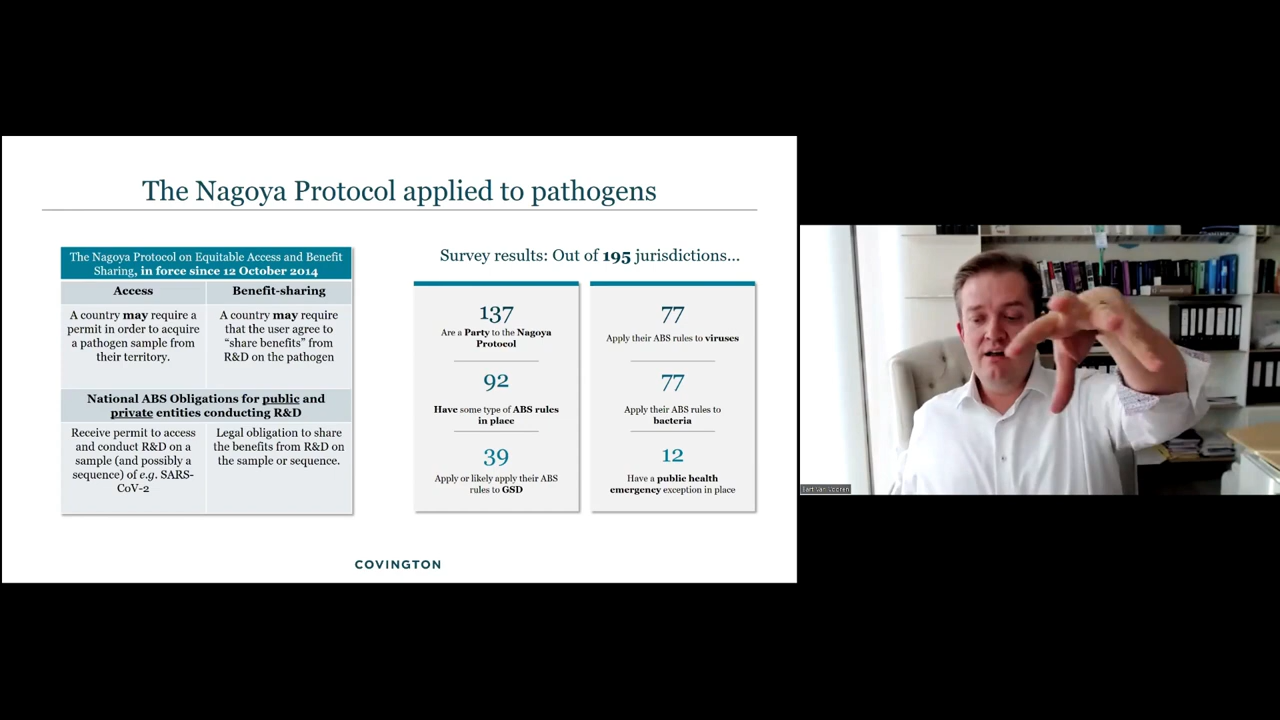 The Nagoya Protocol applied to pathogens
The Nagoya Protocol on Equitable Access and Benefit
Sharing, in force since 12 October 2014
Access
Benefit-sharing
A country may require a
permit in order to acquire
a pathogen sample from
their territory.
A country may require
that the user agree to
“share benefits” from
R&D on the pathogen
National ABS Obligations for public and
private entities conducting R&D
Receive permit to access
and conduct R&D on a
sample (and possibly a
sequence) of e.g. SARS-
CoV-2
Legal obligation to share
the benefits from R&D on
the sample or sequence.
Survey results: Out of 195 jurisdictions...
137
Are a Party to the Nagoya
Protocol
92
Have some type of ABS rules
in place
39
Apply or likely apply their ABS
rules to GSD
77
Apply their ABS rules to viruses
77
Apply their ABS rules to
bacteria
12
Have a public health
emergency exception in place
COVINGTON
Bart Van Vooren